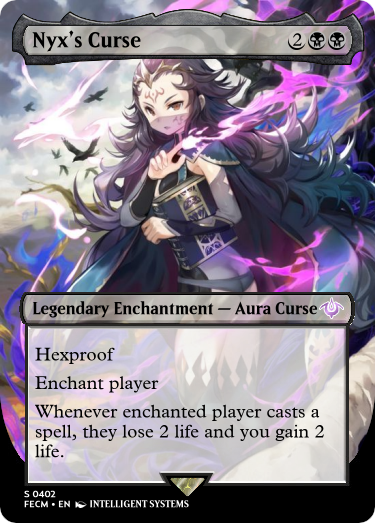 Nyx's Curse 2
Legendary Enchantment — Aura Curse
Hexproof
Enchant player
Whenever enchanted player casts a
spell, they lose 2 life and you gain 2
life.
S 0402
FECM • EN INTELLIGENT SYSTEMS